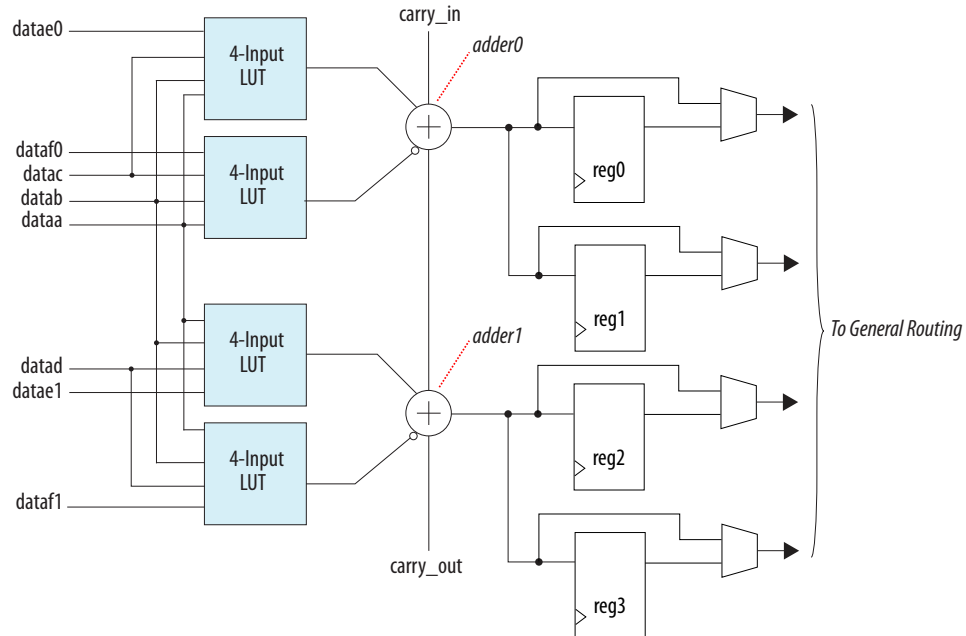 carry_in
datae0
adder0
4-Input
LUT
dataf0
datac
datab
dataa
4-Input
LUT
reg0
reg1
To General Routing
4-Input
LUT
adder1
datad
datae1
4-Input
LUT
reg2
dataf1
carry_out
reg3